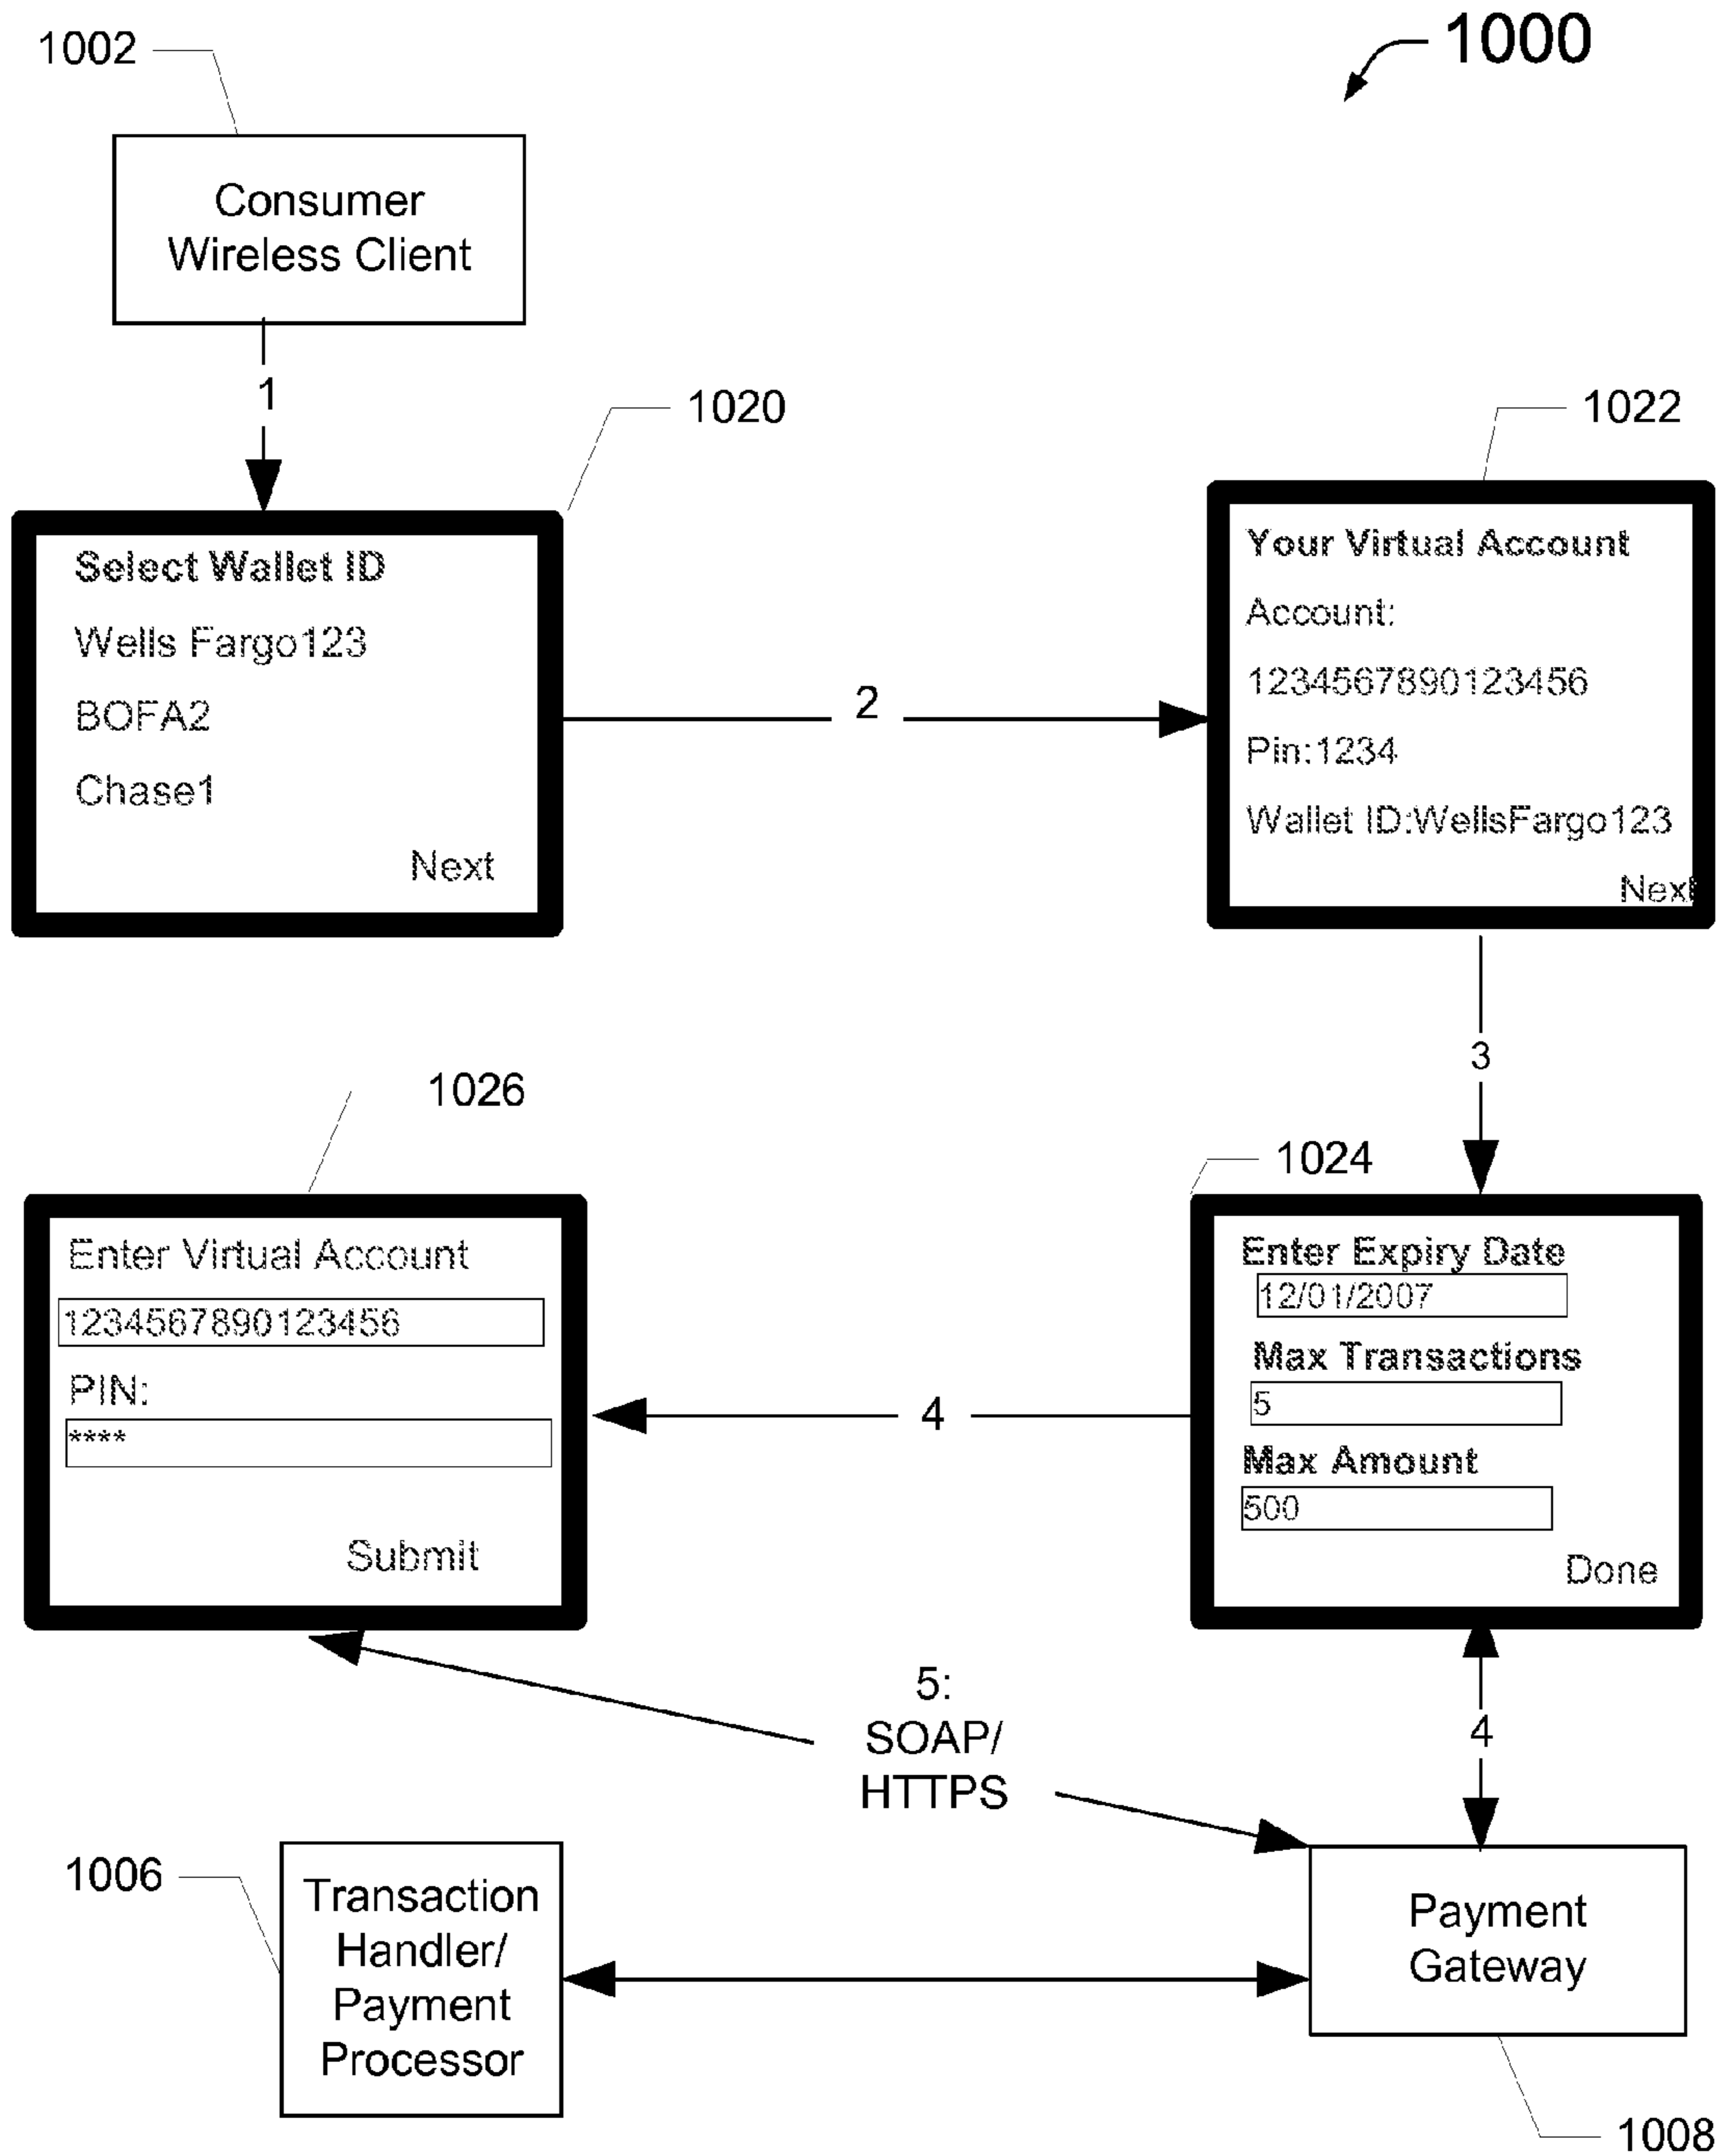 1000
1002
Consumer
Wireless Client
1
1020
Select Wallet ID
Wells Fargo123
BOFA2
Chase1
Next
2
1022
Your Virtual Account
Account:
1234567890123456
Pin:1234
Wallet ID:WellsFargo123
Next
3
1024
Enter Expiry Date
12/01/2007
Max Transactions
5
Max Amount
500
Done
4
1026
Enter Virtual Account
1234567890123456
PIN:
****
Submit
5:
SOAP/
HTTPS
4
1006
Transaction
Handler/
Payment
Processor
Payment
Gateway
1008